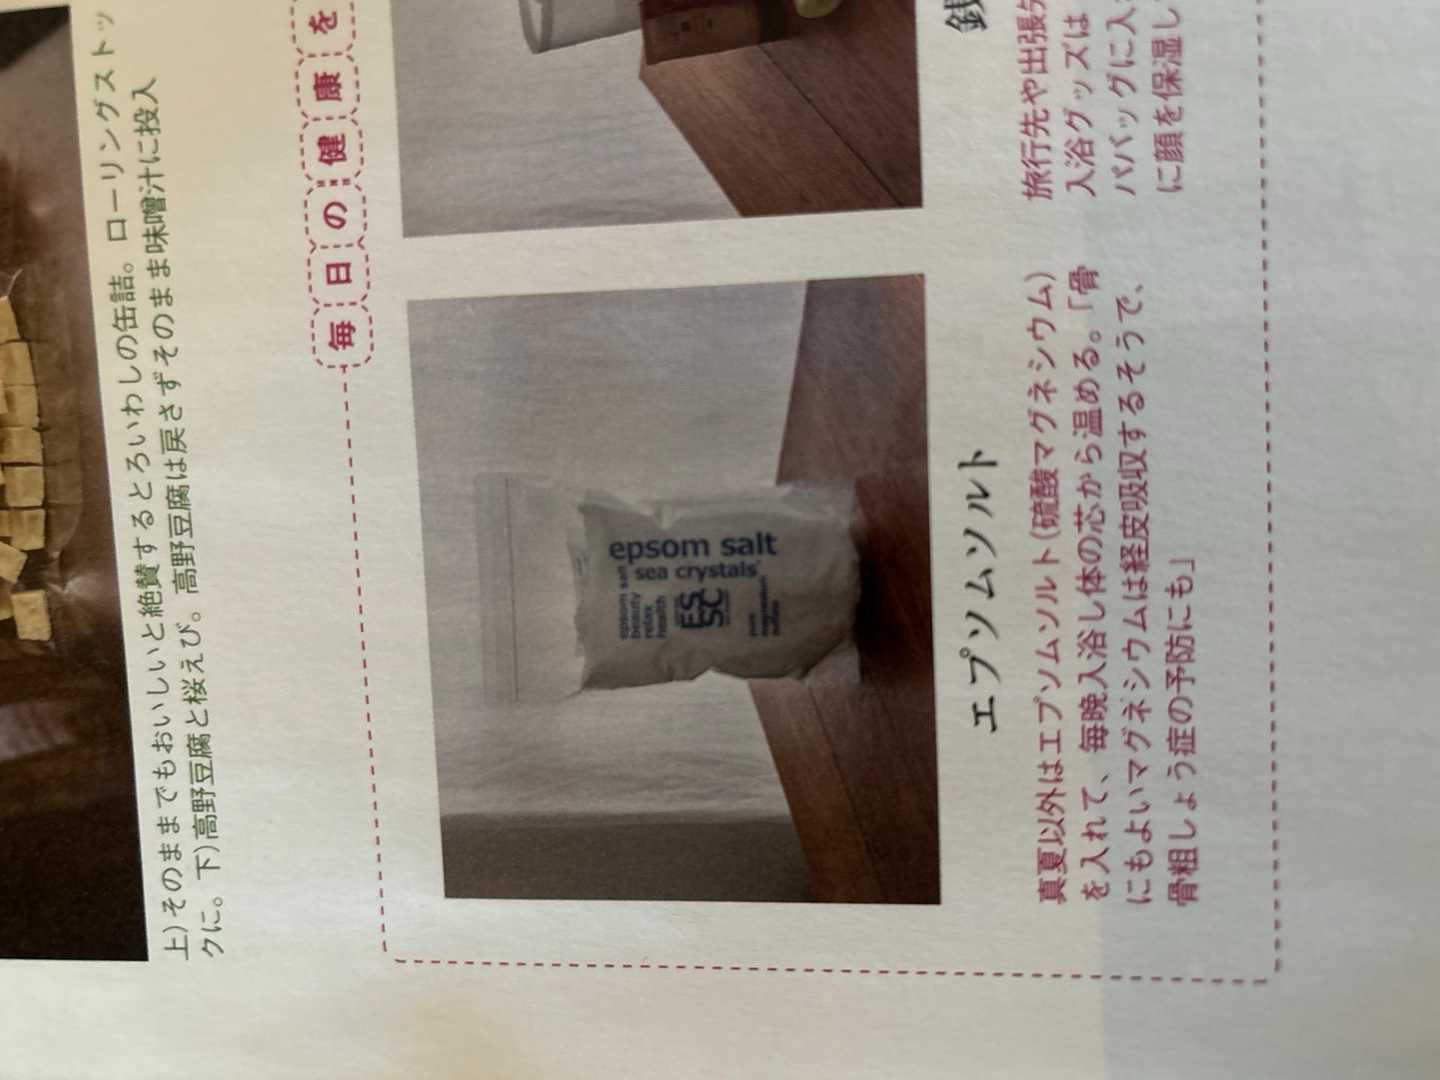 上)そのままでもおいしいと絶賛するとろいわしの缶詰。ローリングストッ
クに。下)高野豆腐と桜えび。高野豆腐は戻さずそのまま味噌汁に投入
毎日の健康を
epsom salt
sea crystals
epsom salt
beauty
relax
health
ES
SC
pure
magnesium
sulfate
エプソムソルト
真夏以外はエプソムソルト(硫酸マグネシウム)
を入れて、毎晩入浴し体の芯から温める。「骨
にもよいマグネシウムは経皮吸収するそうで、
骨粗しょう症の予防にも」
銭
旅行先や出張先
入浴グッズは
パバッグに入
に顔を保湿し